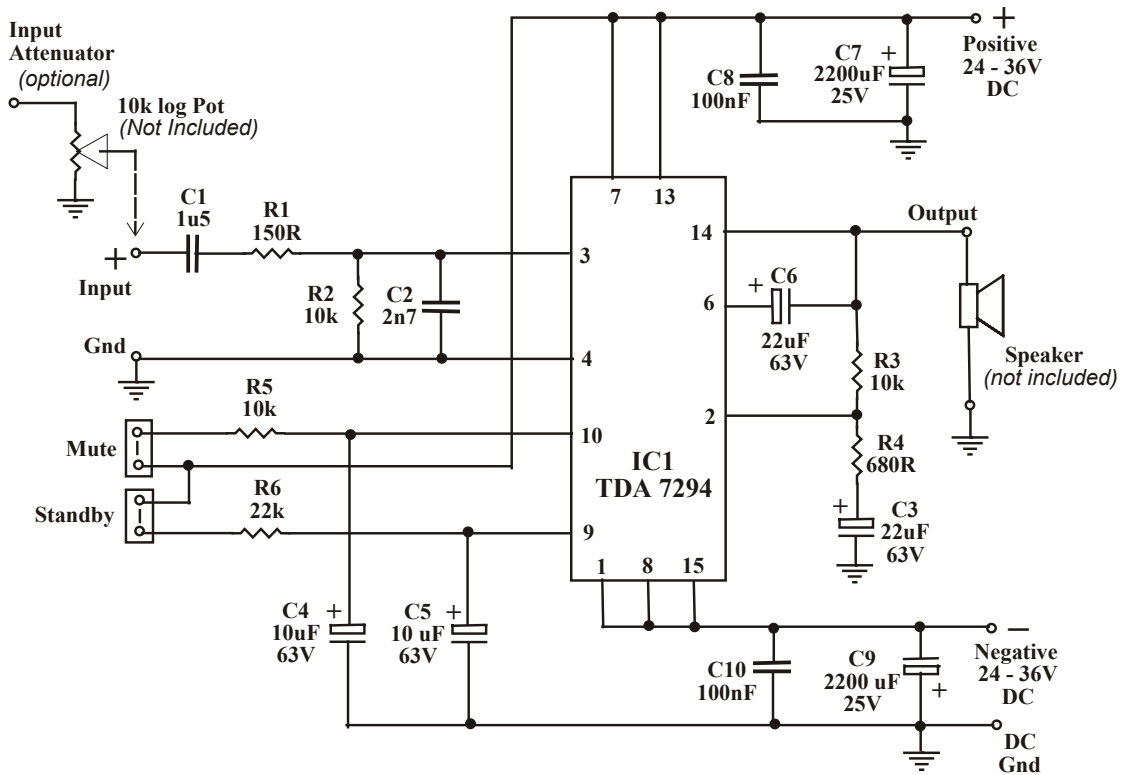 Input
Attenuator
(optional)
10k log Pot
(Not Included)
C1
1u5
R1
150R
+
Input
R2
10k
C2
2n7
Gnd
R5
10k
Mute
R6
22k
Standby
C4
10uF
63V
+
C5
10 uF
63V
+
7
13
3
4
10
9
14
6
2
1
8
15
IC1
TDA 7294
C8
100nF
C7
2200uF
25V
+
+
Positive
24 - 36V
DC
Output
+
C6
22uF
63V
R3
10k
R4
680R
+
C3
22uF
63V
Speaker
(not included)
C10
100nF
C9
2200 uF
25V
+
−
Negative
24 - 36V
DC
DC
Gnd